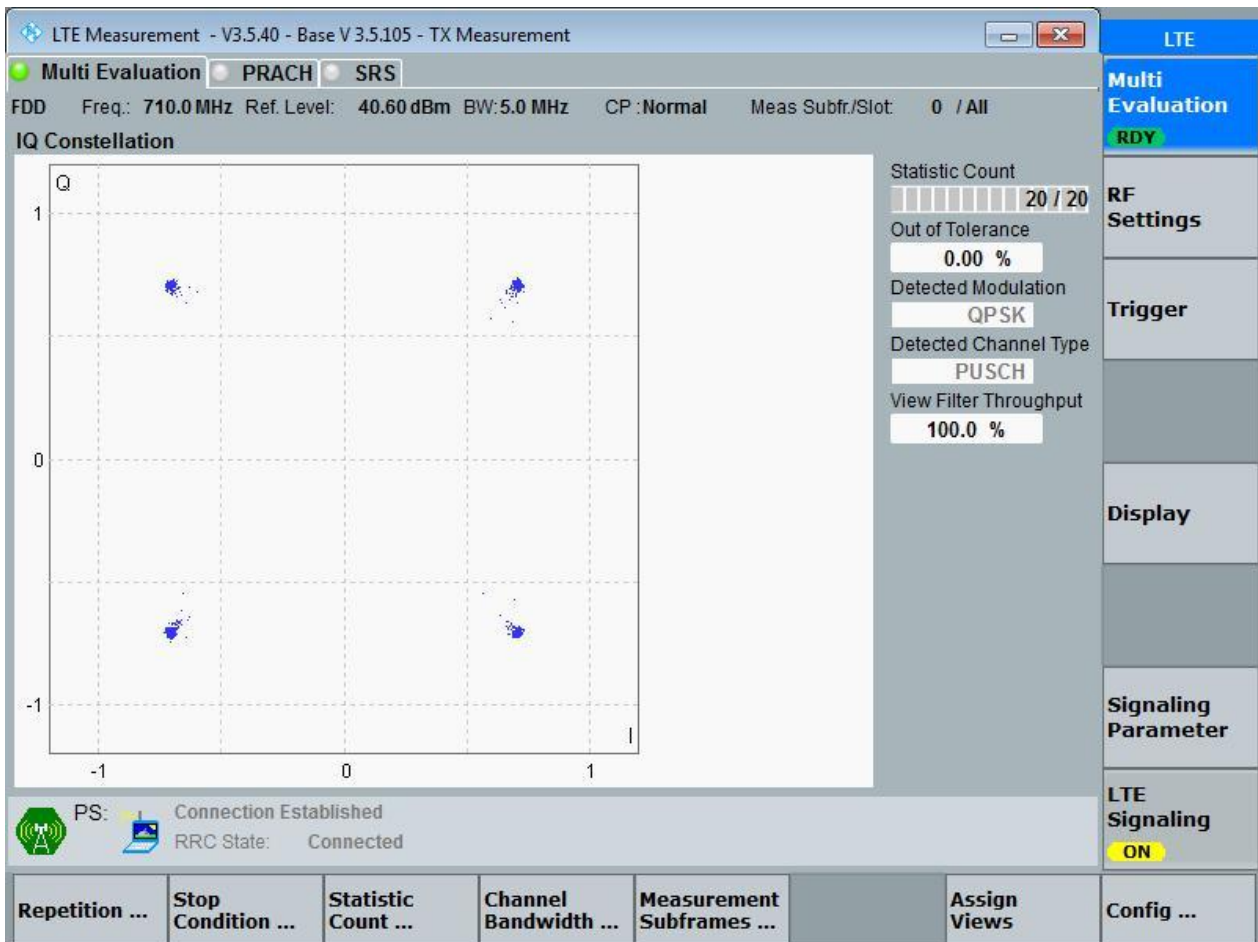 LTE Measurement - V3.5.40 - Base V 3.5.105 - TX Measurement
LTE
Multi Evaluation PRACH SRS
Multi
Evaluation
RDY
FDD Freq.: 710.0 MHz Ref. Level: 40.60 dBm BW: 5.0 MHz CP : Normal Meas Subfr./Slot: 0 / All
IQ Constellation
Q
1
0
-1
I
-1 0 1
Statistic Count
20 / 20
Out of Tolerance
0.00 %
Detected Modulation
QPSK
Detected Channel Type
PUSCH
View Filter Throughput
100.0 %
RF
Settings
Trigger
Display
Signaling
Parameter
LTE
Signaling
ON
PS: Connection Established
RRC State: Connected
Repetition ...
Stop
Condition ...
Statistic
Count ...
Channel
Bandwidth ...
Measurement
Subframes ...
Assign
Views
Config ...